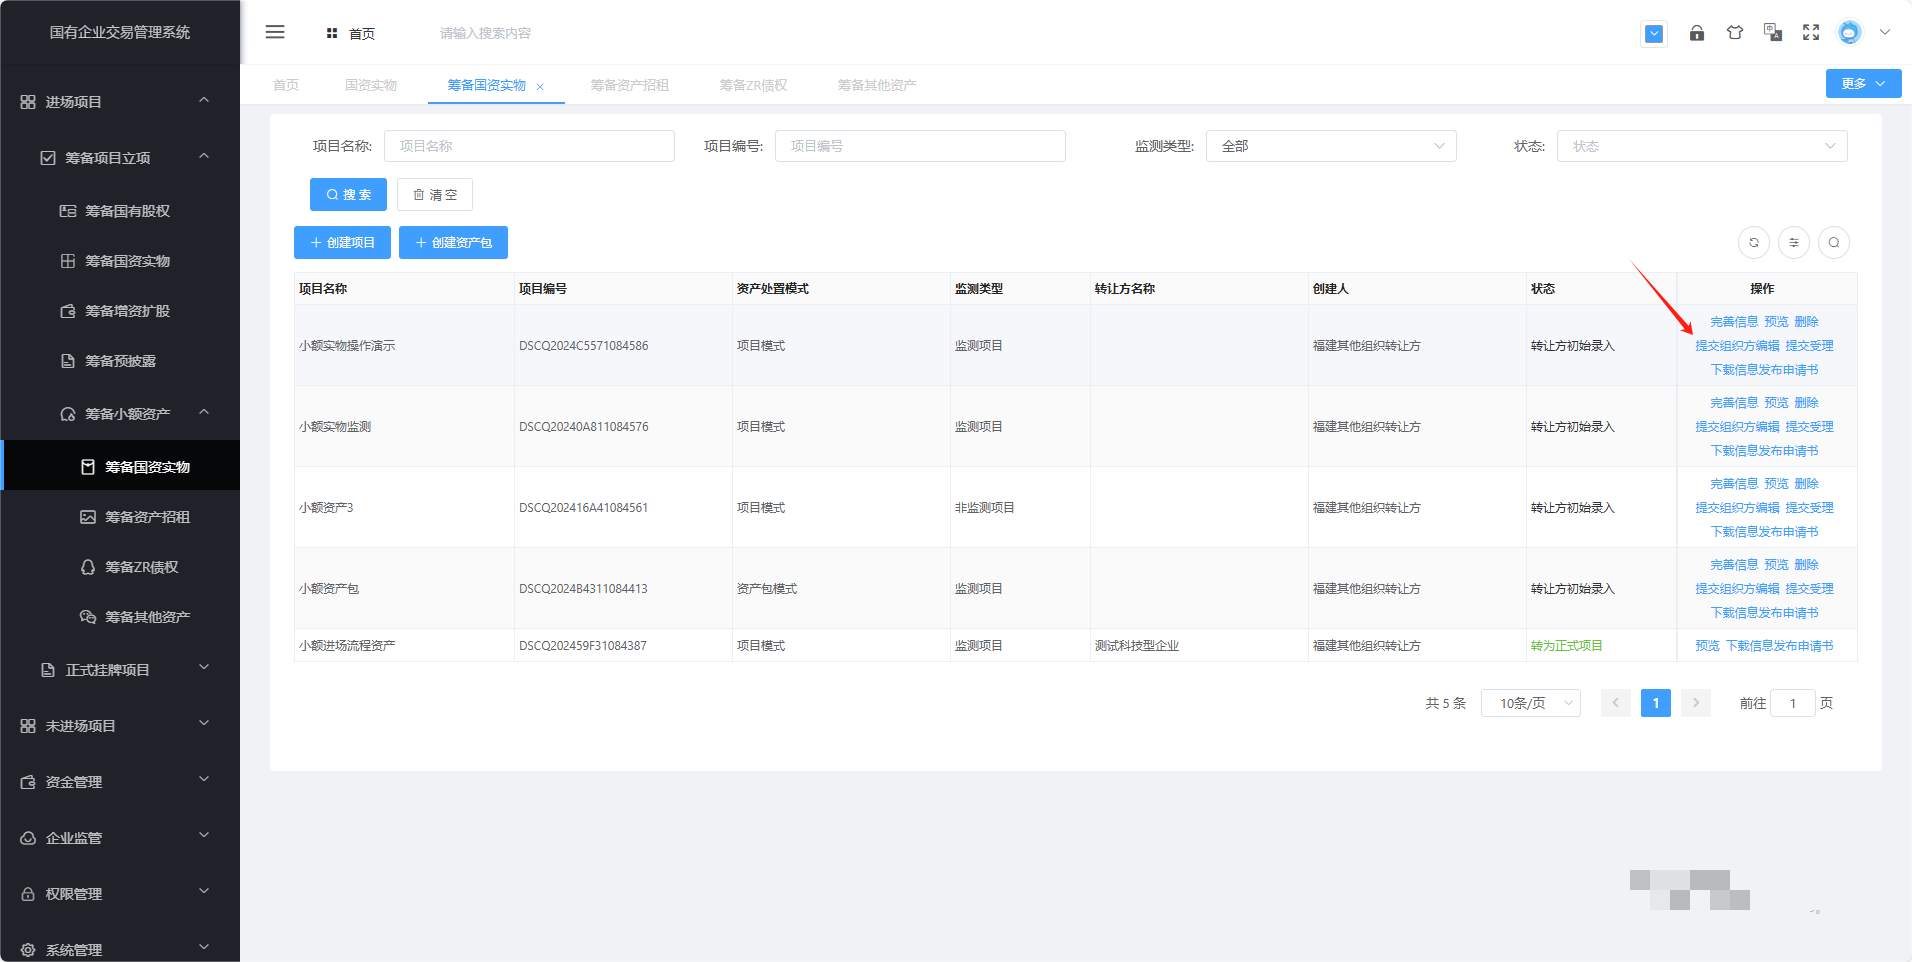 国有企业交易管理系统
首页
请输入搜索内容
首页
国资实物
筹备国资实物
筹备资产招租
筹备ZR债权
筹备其他资产
更多
进场项目
筹备项目立项
筹备国有股权
筹备国资实物
筹备增资扩股
筹备预披露
筹备小额资产
筹备国资实物
筹备资产招租
筹备ZR债权
筹备其他资产
正式挂牌项目
未进场项目
资金管理
企业监管
权限管理
系统管理
项目名称: 项目名称
项目编号: 项目编号
监测类型: 全部
状态: 状态
搜 索
清 空
创建项目
创建资产包
项目名称 项目编号 资产处置模式 监测类型 转让方名称 创建人 状态 操作
小额实物操作演示 DSCQ2024C5571084586 项目模式 监测项目 福建其他组织转让方 转让方初始录入
完善信息 预览 删除
提交组织方编辑 提交受理
下载信息发布申请书
小额实物监测 DSCQ20240A811084576 项目模式 监测项目 福建其他组织转让方 转让方初始录入
完善信息 预览 删除
提交组织方编辑 提交受理
下载信息发布申请书
小额资产3 DSCQ202416A41084561 项目模式 非监测项目 福建其他组织转让方 转让方初始录入
完善信息 预览 删除
提交组织方编辑 提交受理
下载信息发布申请书
小额资产包 DSCQ2024B4311084413 资产包模式 监测项目 福建其他组织转让方 转让方初始录入
完善信息 预览 删除
提交组织方编辑 提交受理
下载信息发布申请书
小额进场流程资产 DSCQ202459F31084387 项目模式 监测项目 测试科技型企业 福建其他组织转让方 转为正式项目 预览 下载信息发布申请书
共 5 条 10条/页 1 前往 1 页